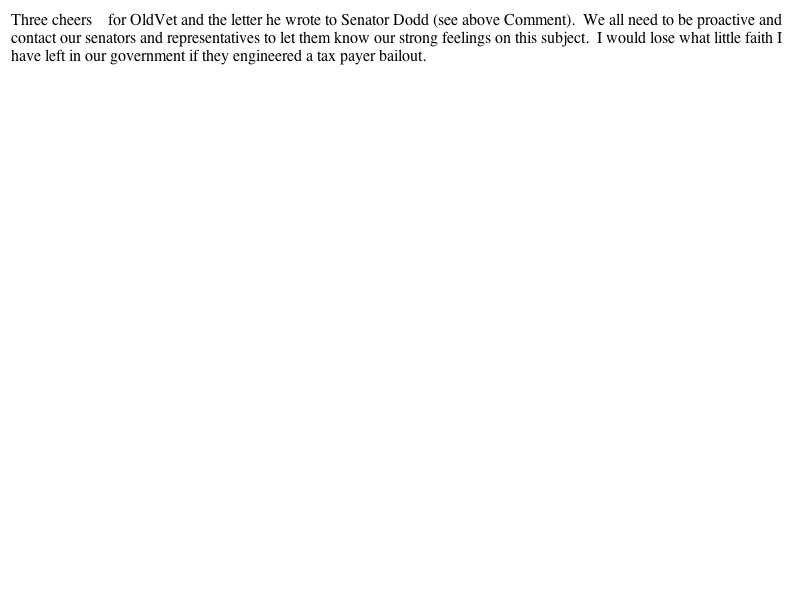 Three cheers    for OldVet and the letter he wrote to Senator Dodd (see above Comment).  We all need to be proactive and
contact our senators and representatives to let them know our strong feelings on this subject.  I would lose what little faith I
have left in our government if they engineered a tax payer bailout.